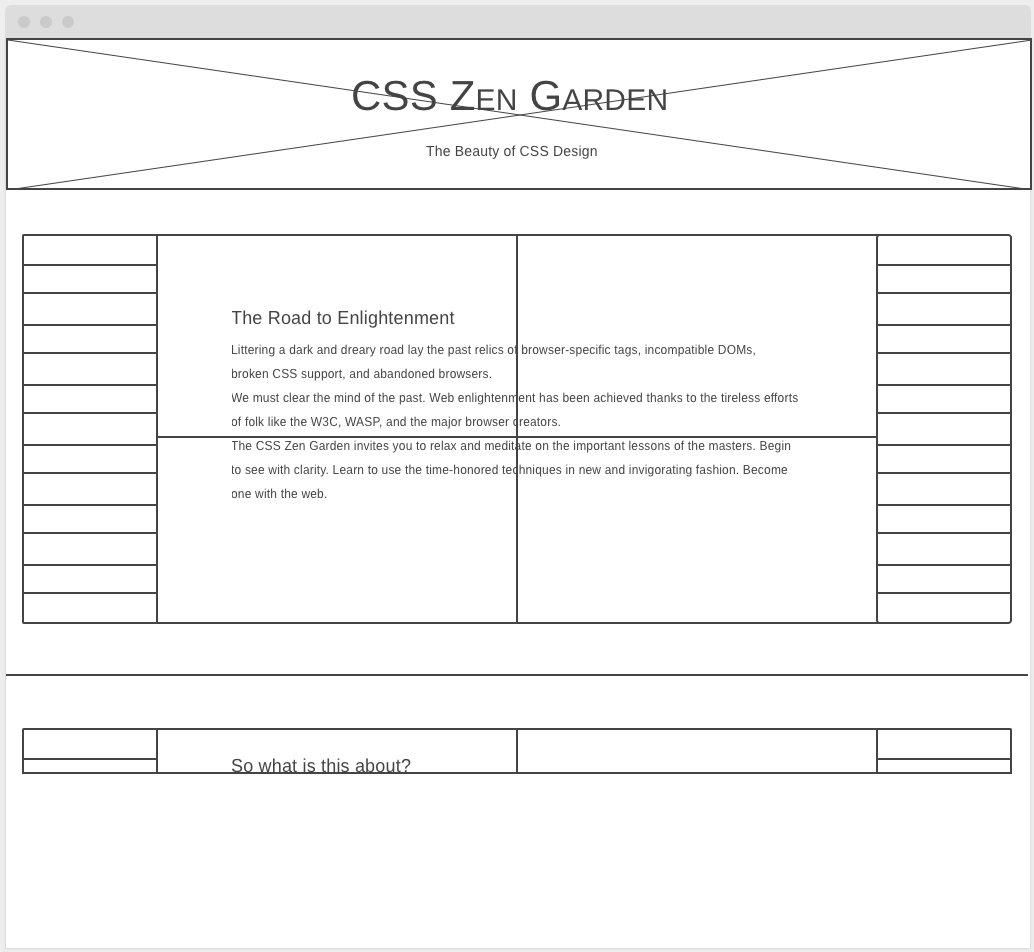 CSS Zen Garden
The Beauty of CSS Design
The Road to Enlightenment
Littering a dark and dreary road lay the past relics of browser-specific tags, incompatible DOMs,
broken CSS support, and abandoned browsers.
We must clear the mind of the past. Web enlightenment has been achieved thanks to the tireless efforts
of folk like the W3C, WASP, and the major browser creators.
The CSS Zen Garden invites you to relax and meditate on the important lessons of the masters. Begin
to see with clarity. Learn to use the time-honored techniques in new and invigorating fashion. Become
one with the web.
So what is this about?